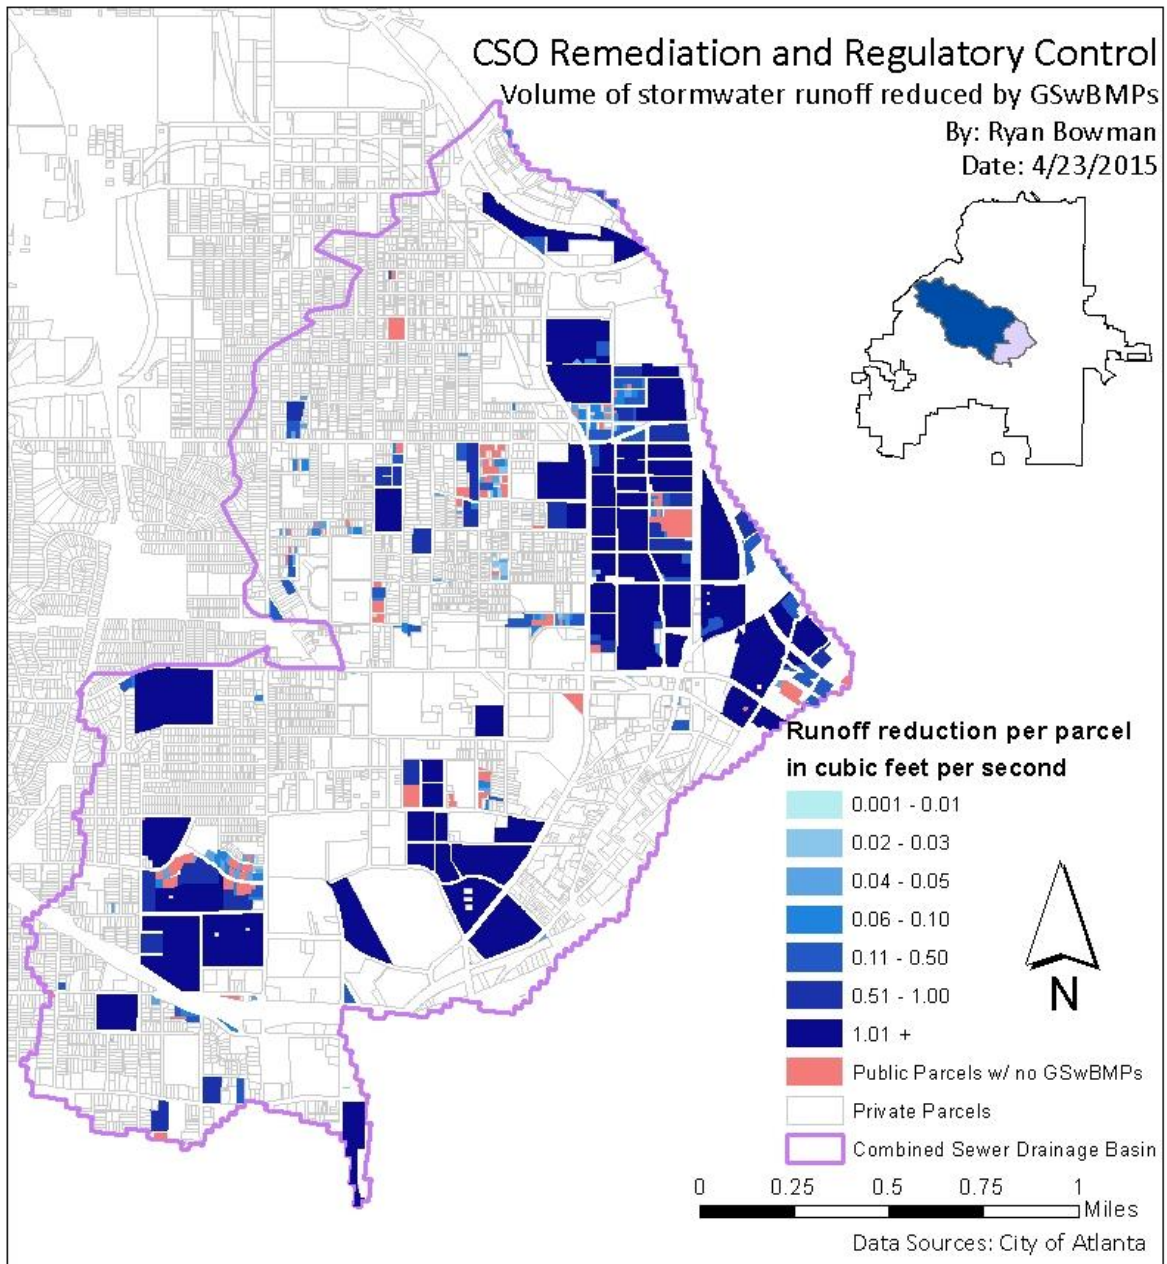 CSO Remediation and Regulatory Control
Volume of stormwater runoff reduced by GSwBMPs
By: Ryan Bowman
Date: 4/23/2015
Runoff reduction per parcel
in cubic feet per second
0.001 - 0.01
0.02 - 0.03
0.04 - 0.05
0.06 - 0.10
0.11 - 0.50
0.51 - 1.00
1.01 +
Public Parcels w/ no GSwBMPs
Private Parcels
Combined Sewer Drainage Basin
N
0 0.25 0.5 0.75 1
Miles
Data Sources: City of Atlanta